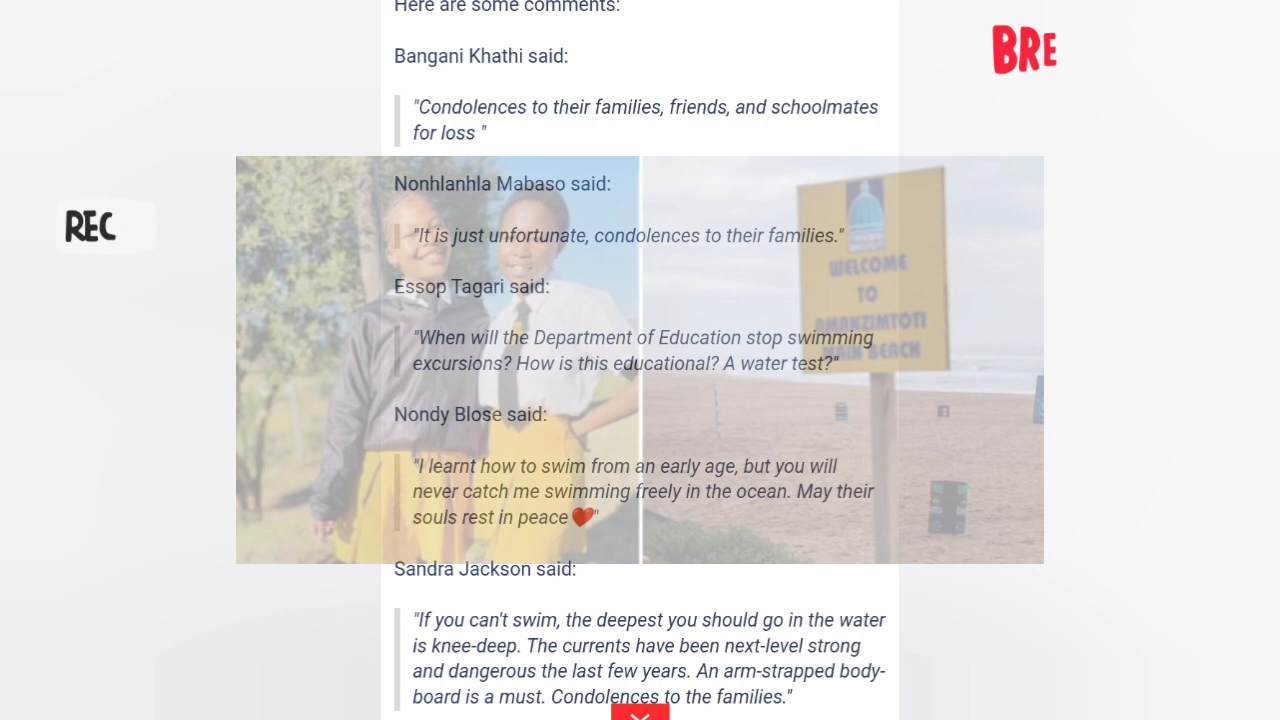 Here are some comments:
BRE
Bangani Khathi said:
"Condolences to their families, friends, and schoolmates
for loss "
Nonhlanhla Mabaso said:
REC
"It is just unfortunate, condolences to their families."
WELCOME
TO
AMANZIMTOTI
MAIN BEACH
Essop Tagari said:
"When will the Department of Education stop swimming
excursions? How is this educational? A water test?"
Nondy Blose said:
"I learnt how to swim from an early age, but you will
never catch me swimming freely in the ocean. May their
souls rest in peace❤️"
Sandra Jackson said:
"If you can't swim, the deepest you should go in the water
is knee-deep. The currents have been next-level strong
and dangerous the last few years. An arm-strapped body-
board is a must. Condolences to the families."